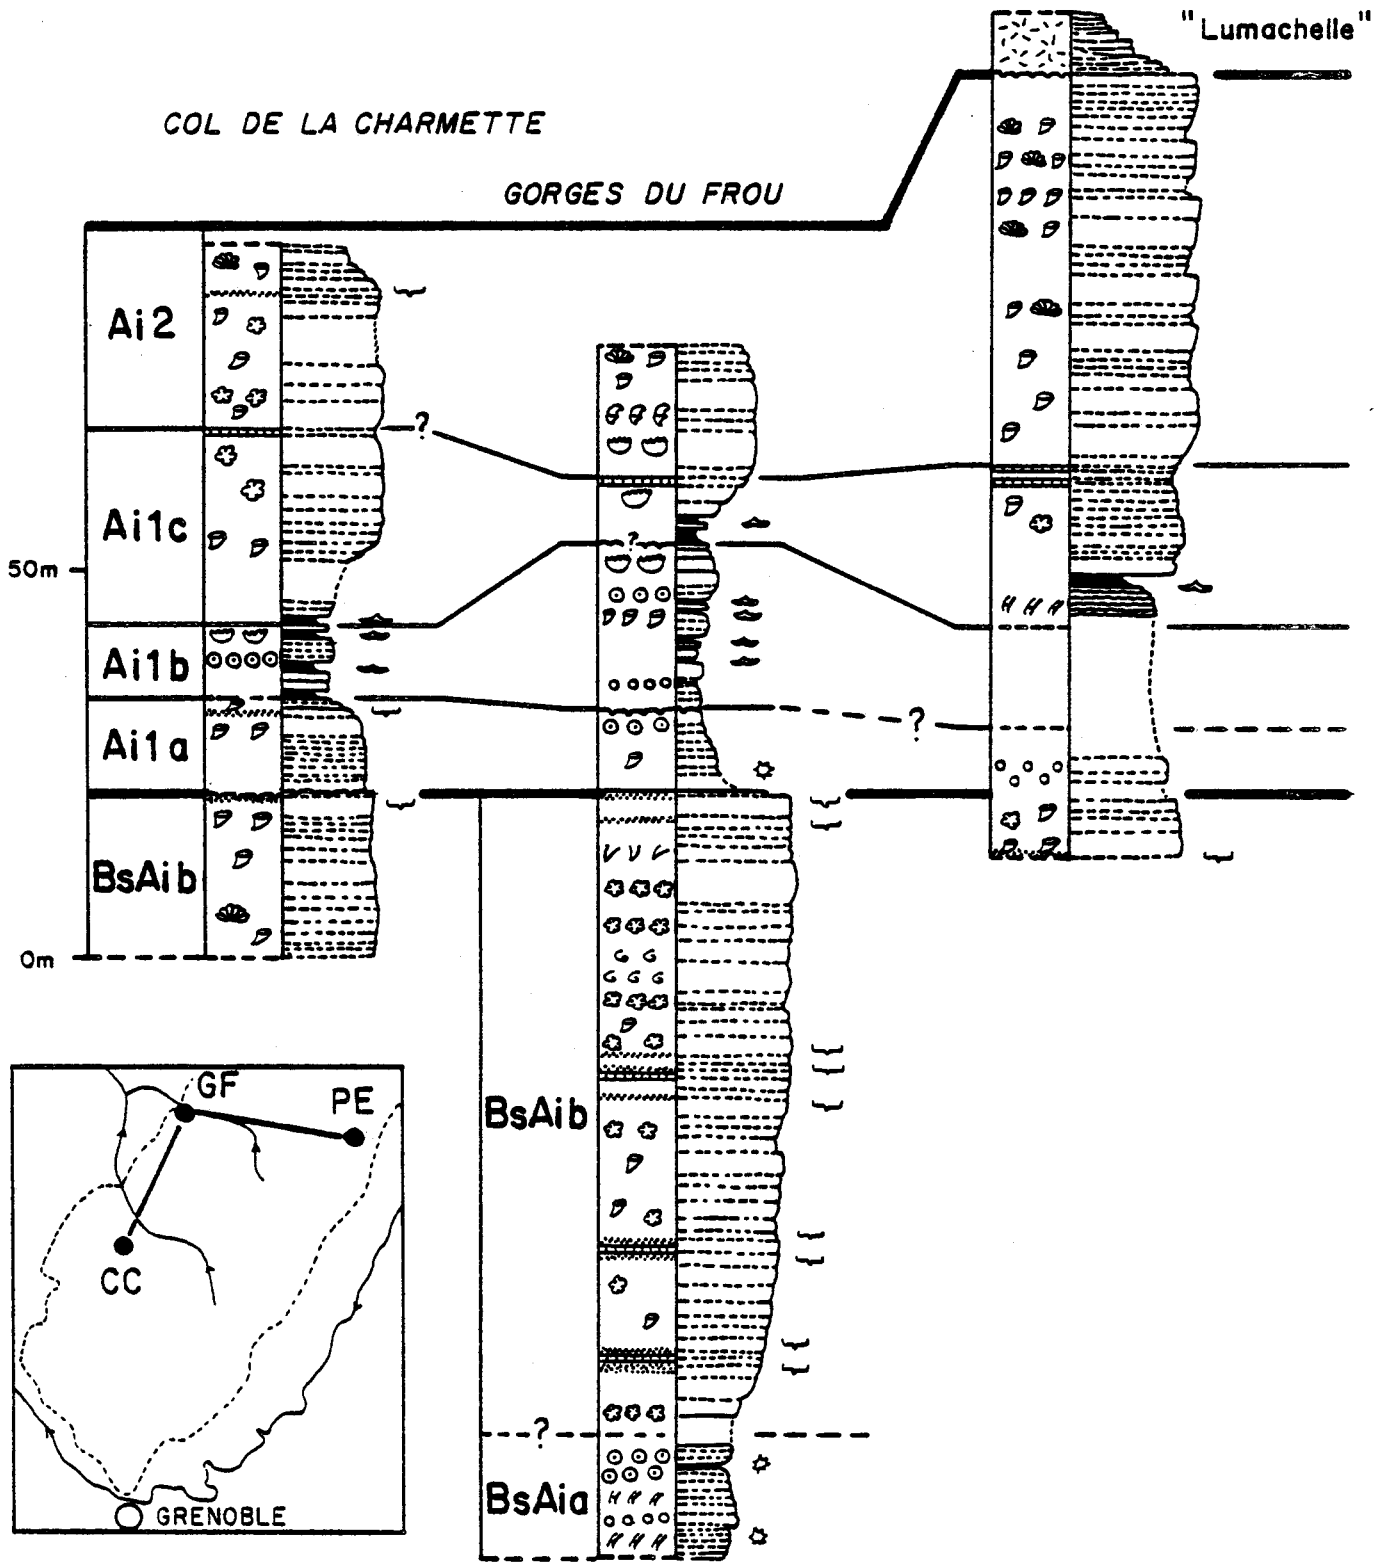 "Lumachelle"
COL DE LA CHARMETTE
GORGES DU FROU
Ai2
?
Ai1c
?
50m
Ai1b
?
Ai1a
BsAib
0m
GF
PE
BsAib
CC
?
BsAia
GRENOBLE